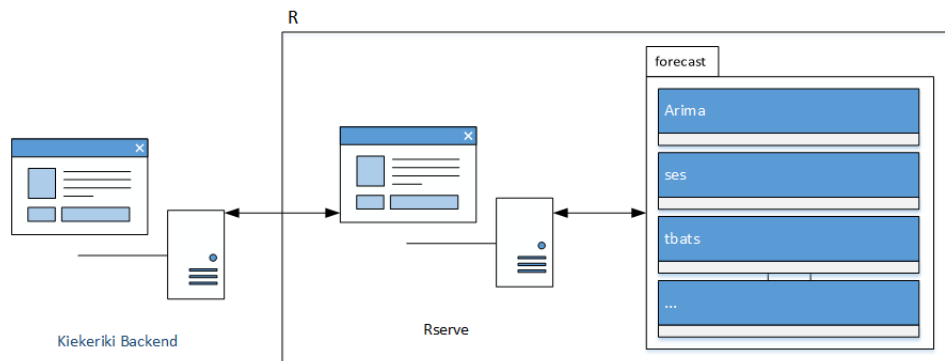 R
forecast
Arima
ses
tbats
...
Kiekeriki Backend
Rserve